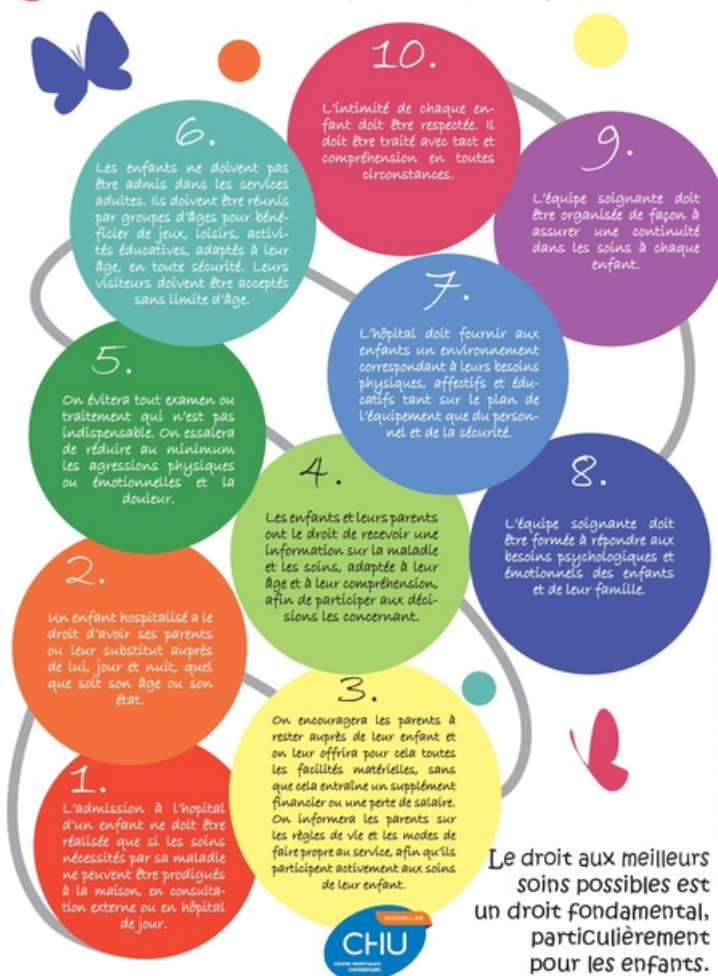 10.
L'intimité de chaque en-
fant doit être respectée. Il
doit être traité avec tact et
compréhension en toutes
circonstances.
6.
Les enfants ne doivent pas
être admis dans les services
adultes. Ils doivent être réunis
par groupes d'âges pour béné-
ficier de jeux, loisirs, activi-
tés éducatives, adaptés à leur
âge, en toute sécurité. Leurs
visiteurs doivent être acceptés
sans limite d'âge.
9.
L'équipe soignante doit
être organisée de façon à
assurer une continuité
dans les soins à chaque
enfant.
7.
L'hôpital doit fournir aux
enfants un environnement
correspondant à leurs besoins
physiques, affectifs et édu-
catifs tant sur le plan de
l'équipement que du person-
nel et de la sécurité.
5.
On évitera tout examen ou
traitement qui n'est pas
indispensable. On essaiera
de réduire au minimum
les agressions physiques
ou émotionnelles et la
douleur.
4.
Les enfants et leurs parents
ont le droit de recevoir une
information sur la maladie
et les soins, adaptée à leur
âge et à leur compréhension,
afin de participer aux déci-
sions les concernant.
8.
L'équipe soignante doit
être formée à répondre aux
besoins psychologiques et
émotionnels des enfants
et de leur famille.
2.
Un enfant hospitalisé a le
droit d'avoir ses parents
ou leur substitut auprès
de lui, jour et nuit, quel
que soit son âge ou son
état.
3.
On encouragera les parents à
rester auprès de leur enfant et
on leur offrira pour cela toutes
les facilités matérielles, sans
que cela entraîne un supplément
financier ou une perte de salaire.
On informera les parents sur
les règles de vie et les modes de
faire propre au service, afin qu'ils
participent activement aux soins
de leur enfant.
1.
L'admission à l'hopital
d'un enfant ne doit être
réalisée que si les soins
nécessités par sa maladie
ne peuvent être prodigués
à la maison, en consulta-
tion externe ou en hôpital
de jour.
Le droit aux meilleurs
soins possibles est
un droit fondamental,
particulièrement
pour les enfants.
MONTPELLIER
CHU
CENTRE HOSPITALIER
UNIVERSITAIRE